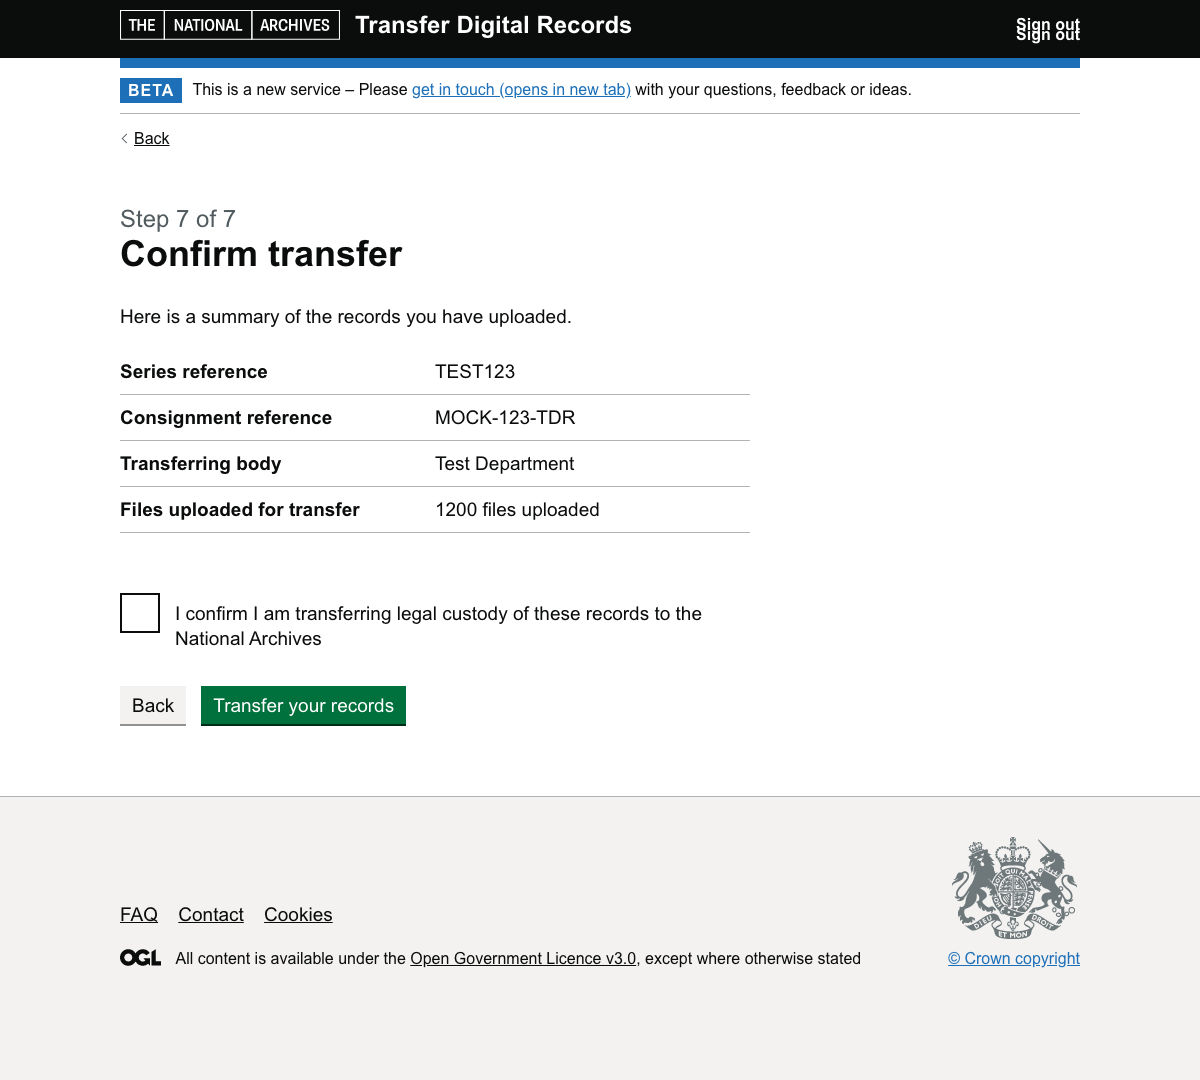 THE NATIONAL ARCHIVES Transfer Digital Records Sign out
Sign out
BETA This is a new service – Please get in touch (opens in new tab) with your questions, feedback or ideas.
Back
Step 7 of 7
Confirm transfer
Here is a summary of the records you have uploaded.
Series reference TEST123
Consignment reference MOCK-123-TDR
Transferring body Test Department
Files uploaded for transfer 1200 files uploaded
I confirm I am transferring legal custody of these records to the
National Archives
Back Transfer your records
FAQ Contact Cookies
DIEU ET MON DROIT
OGL All content is available under the Open Government Licence v3.0, except where otherwise stated
© Crown copyright